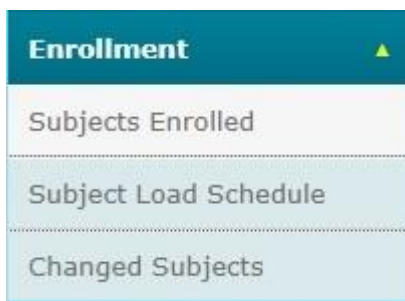 Enrollment
Subjects Enrolled
Subject Load Schedule
Changed Subjects